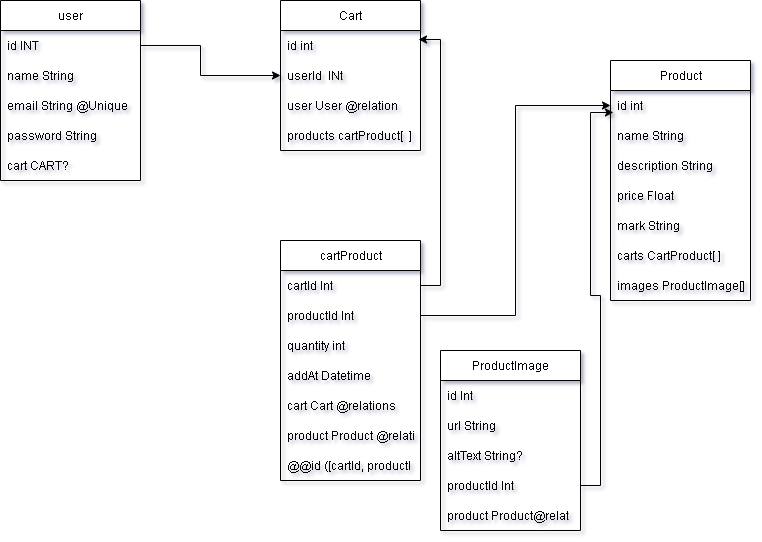 user
id INT
name String
email String @Unique
password String
cart CART?
Cart
id int
userId INt
user User @relation
products cartProduct[ ]
Product
id int
name String
description String
price Float
mark String
carts CartProduct[ ]
images ProductImage[]
cartProduct
cartId Int
productId Int
quantity int
addAt Datetime
cart Cart @relations
product Product @relati
@@id ([cartId, productI
ProductImage
id Int
url String
altText String?
productId Int
product Product@relat